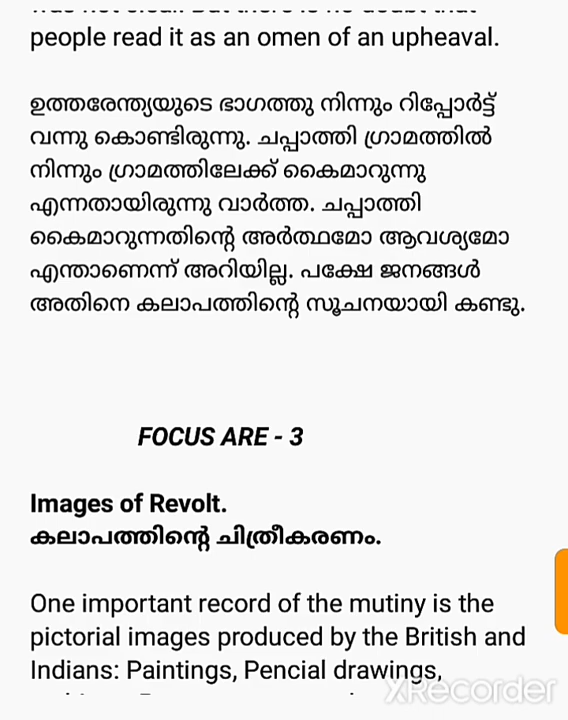 people read it as an omen of an upheaval.
ഉത്തരേന്ത്യയുടെ ഭാഗത്തു നിന്നും റിപ്പോർട്ട്
വന്നു കൊണ്ടിരുന്നു. ചപ്പാത്തി ഗ്രാമത്തിൽ
നിന്നും ഗ്രാമത്തിലേക്ക് കൈമാറുന്നു
എന്നതായിരുന്നു വാർത്ത. ചപ്പാത്തി
കൈമാറുന്നതിന്റെ അർത്ഥമോ ആവശ്യമോ
എന്താണെന്ന് അറിയില്ല. പക്ഷേ ജനങ്ങൾ
അതിനെ കലാപത്തിന്റെ സൂചനയായി കണ്ടു.
FOCUS ARE - 3
Images of Revolt.
കലാപത്തിന്റെ ചിത്രീകരണം.
One important record of the mutiny is the
pictorial images produced by the British and
Indians: Paintings, Pencial drawings,
XRecorder